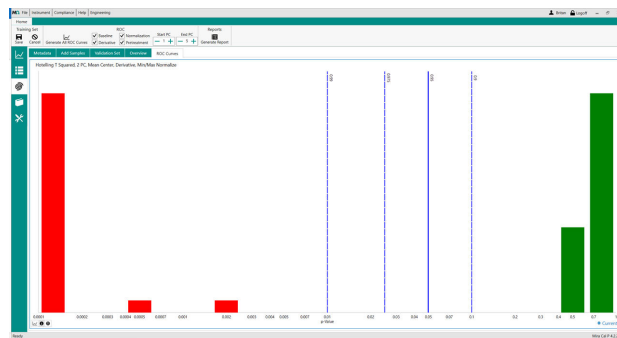 File Instrument Compliance Help Engineering Britan Logoff
Home
Training Set ROC Reports
Save Cancel Generate All ROC Curves Baseline Derivative Normalization Pretreatment Start PC 1 End PC 1 Generate Report
Metadata Add Samples Validation Set Overview ROC Curves
Hotelling T Squared, 2 PC, Mean Center, Derivative, Min/Max Normalize
0.0001 0.0002 0.0003 0.0004 0.0005 0.0007 0.001 0.002 0.003 0.004 0.005 0.007 0.01 0.02 0.03 0.04 0.05 0.07 0.1 0.2 0.3 0.4 0.5 0.7 1
p-Value
Current
Ready Mira Cal P 4.2